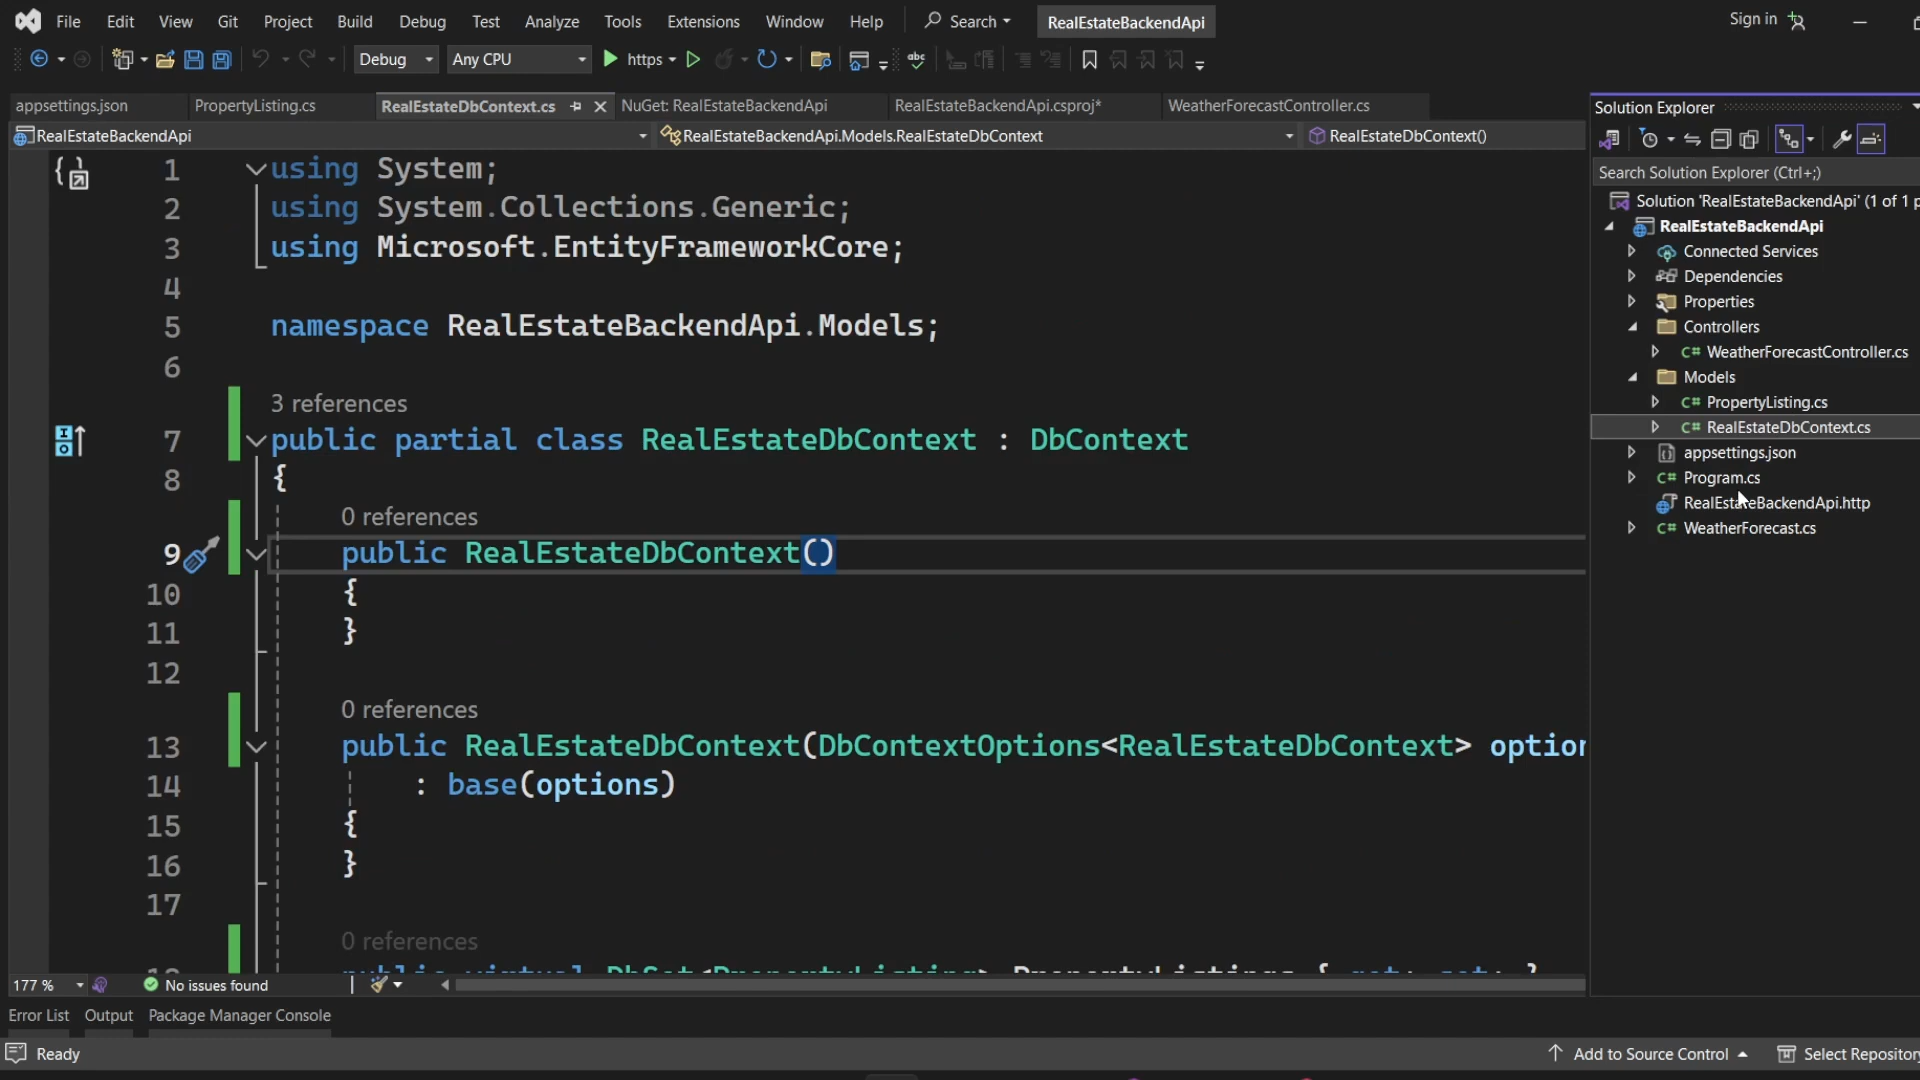 File Edit View Git Project Build Debug Test Analyze Tools Extensions Window Help Search RealEstateBackendApi Sign in
Debug Any CPU https
appsettings.json PropertyListing.cs RealEstateDbContext.cs NuGet: RealEstateBackendApi RealEstateBackendApi.csproj* WeatherForecastController.cs
RealEstateBackendApi RealEstateBackendApi.Models.RealEstateDbContext RealEstateDbContext()
1 using System;
2 using System.Collections.Generic;
3 using Microsoft.EntityFrameworkCore;
4
5 namespace RealEstateBackendApi.Models;
6
3 references
7 public partial class RealEstateDbContext : DbContext
8 {
0 references
9 public RealEstateDbContext()
10 {
11 }
12
0 references
13 public RealEstateDbContext(DbContextOptions<RealEstateDbContext> option
14 : base(options)
15 {
16 }
17
0 references
177 % No issues found
Error List Output Package Manager Console
Ready Add to Source Control Select Repository
Solution Explorer
Search Solution Explorer (Ctrl+;)
Solution 'RealEstateBackendApi' (1 of 1 p
RealEstateBackendApi
Connected Services
Dependencies
Properties
Controllers
C# WeatherForecastController.cs
Models
C# PropertyListing.cs
C# RealEstateDbContext.cs
appsettings.json
C# Program.cs
RealEstateBackendApi.http
C# WeatherForecast.cs